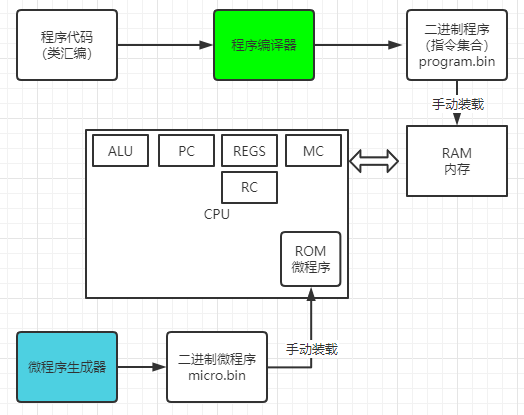 程序代码
（类汇编）
程序编译器
二进制程序
（指令集合）
program.bin
手动装载
RAM
内存
ALU
PC
REGS
MC
RC
CPU
ROM
微程序
手动装载
微程序生成器
二进制微程序
micro.bin